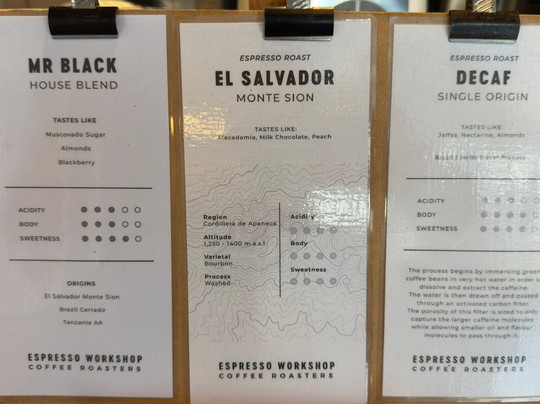 MR BLACK
HOUSE BLEND
TASTES LIKE
Muscovado Sugar
Almonds
Blackberry
ACIDITY
BODY
SWEETNESS
ORIGINS
El Salvador Monte Sion
Brazil Cerrado
Tanzania AA
ESPRESSO WORKSHOP
COFFEE ROASTERS
ESPRESSO ROAST
EL SALVADOR
MONTE SION
TASTES LIKE:
Macadamia, Milk Chocolate, Peach
Region
Cordillera de Apaneca
Altitude
1,250 - 1400 m.a.s.l
Varietal
Bourbon
Process
Washed
Acidity
Body
Sweetness
ESPRESSO WORKSHOP
COFFEE ROASTERS
ESPRESSO ROAST
DECAF
SINGLE ORIGIN
TASTES LIKE:
Jaffas, Nectarine, Almonds
Brazil Swiss Water Process
ACIDITY
BODY
SWEETNESS
The process begins by immersing green
coffee beans in very hot water in order to
dissolve and extract the caffeine.
The water is then drawn off and passed
through an activated carbon filter.
The porosity of this filter is sized to only
capture the larger caffeine molecules
while allowing smaller oil and flavour
molecules to pass through it.
ESPRESSO WORKSHOP
COFFEE ROASTERS